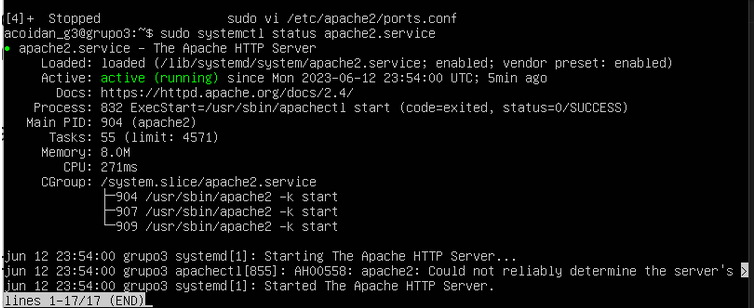 [4]+  Stopped                 sudo vi /etc/apache2/ports.conf
acoidan_g3@grupo3:~$ sudo systemctl status apache2.service
● apache2.service – The Apache HTTP Server
     Loaded: loaded (/lib/systemd/system/apache2.service; enabled; vendor preset: enabled)
     Active: active (running) since Mon 2023-06-12 23:54:00 UTC; 5min ago
       Docs: https://httpd.apache.org/docs/2.4/
    Process: 832 ExecStart=/usr/sbin/apachectl start (code=exited, status=0/SUCCESS)
   Main PID: 904 (apache2)
      Tasks: 55 (limit: 4571)
     Memory: 8.0M
        CPU: 271ms
     CGroup: /system.slice/apache2.service
             ├─904 /usr/sbin/apache2 -k start
             ├─907 /usr/sbin/apache2 -k start
             └─909 /usr/sbin/apache2 -k start

jun 12 23:54:00 grupo3 systemd[1]: Starting The Apache HTTP Server...
jun 12 23:54:00 grupo3 apachectl[855]: AH00558: apache2: Could not reliably determine the server's >
jun 12 23:54:00 grupo3 systemd[1]: Started The Apache HTTP Server.
lines 1-17/17 (END)